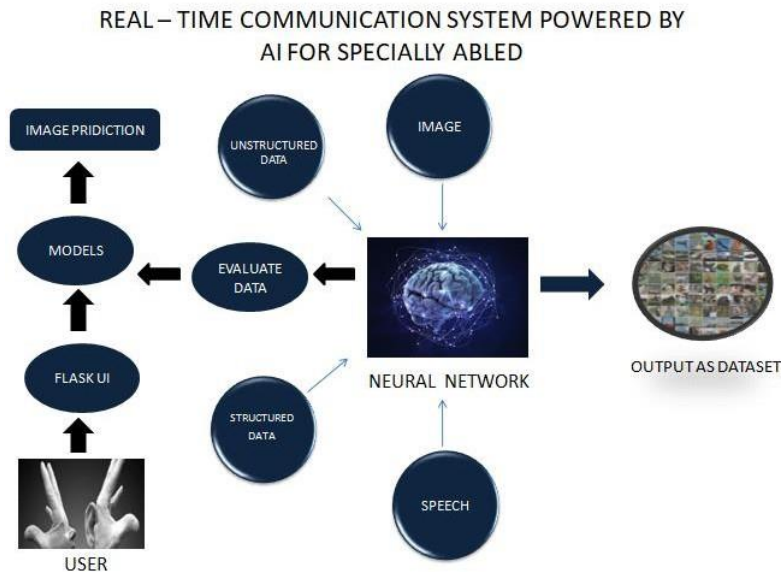 REAL – TIME COMMUNICATION SYSTEM POWERED BY
AI FOR SPECIALLY ABLED
IMAGE PRIDICTION
UNSTRUCTURED
DATA
IMAGE
MODELS
EVALUATE
DATA
FLASK UI
NEURAL NETWORK
OUTPUT AS DATASET
STRUCTURED
DATA
SPEECH
USER